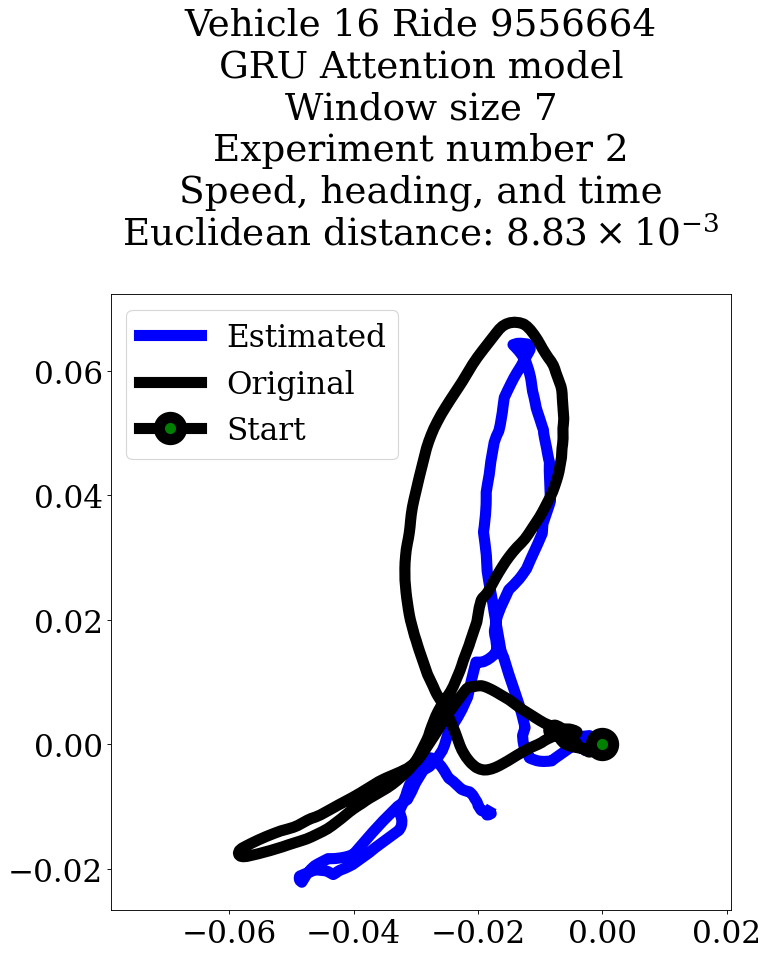 Vehicle 16 Ride 9556664
GRU Attention model
Window size 7
Experiment number 2
Speed, heading, and time
Euclidean distance: 8.83 × 10⁻³
Estimated
Original
Start
0.06
0.04
0.02
0.00
−0.02
−0.06 −0.04 −0.02 0.00 0.02